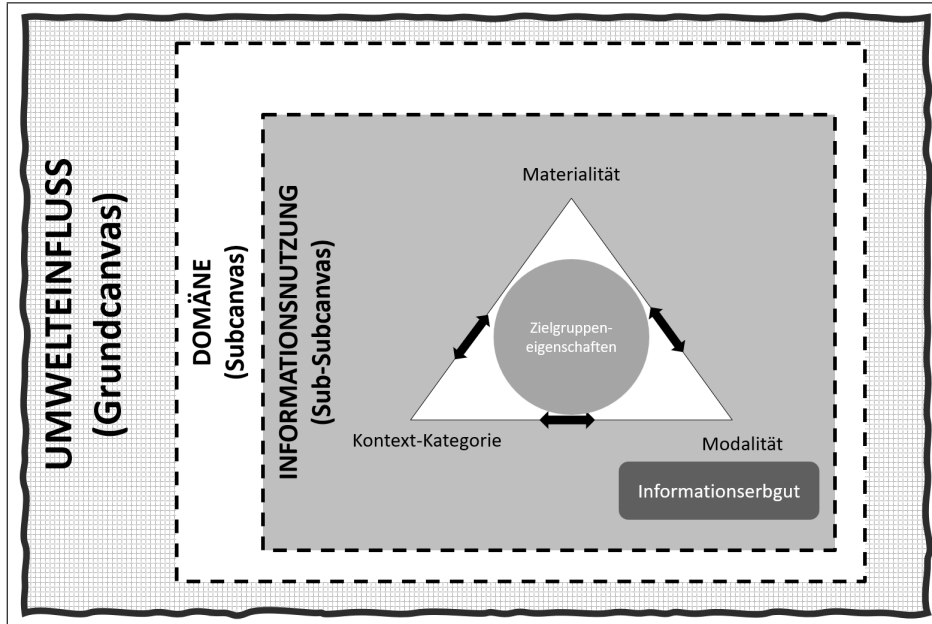 UMWELTEINFLUSS
(Grundcanvas)
DOMÄNE
(Subcanvas)
INFORMATIONSNUTZUNG
(Sub-Subcanvas)
Materialität
Zielgruppen-
eigenschaften
Kontext-Kategorie
Modalität
Informationserbgut